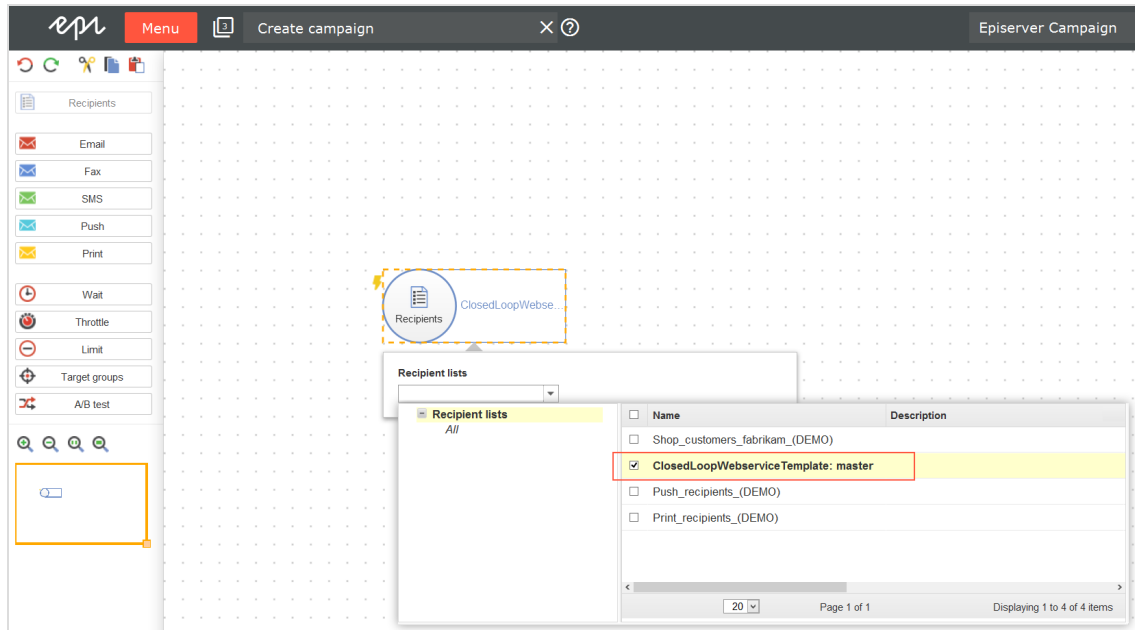 epi
Menu
3
Create campaign
Episerver Campaign
Recipients
Email
Fax
SMS
Push
Print
Wait
Throttle
Limit
Target groups
A/B test
Recipients
ClosedLoopWebse...
Recipient lists
Recipient lists
All
Name Description
Shop_customers_fabrikam_(DEMO)
ClosedLoopWebserviceTemplate: master
Push_recipients_(DEMO)
Print_recipients_(DEMO)
20 Page 1 of 1 Displaying 1 to 4 of 4 items